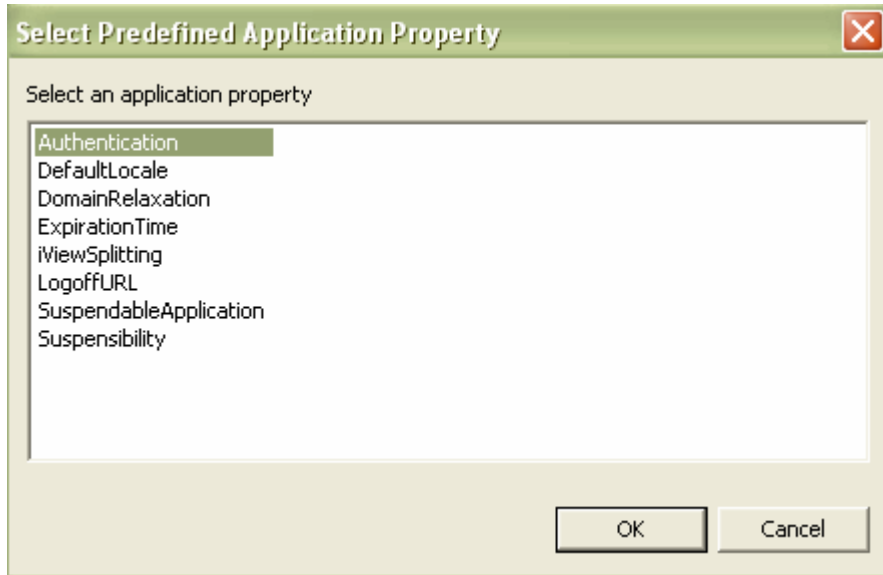 Select Predefined Application Property
Select an application property
Authentication
DefaultLocale
DomainRelaxation
ExpirationTime
iViewSplitting
LogoffURL
SuspendableApplication
Suspensibility
OK
Cancel